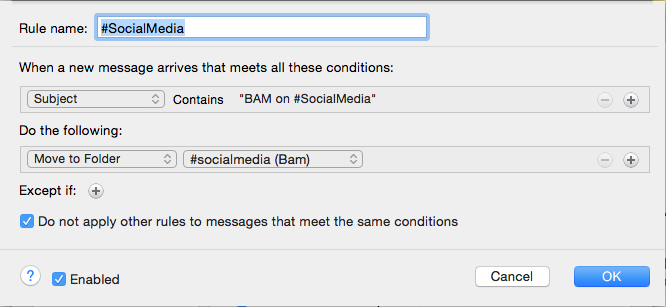 Rule name: #SocialMedia
When a new message arrives that meets all these conditions:
Subject Contains "BAM on #SocialMedia"
Do the following:
Move to Folder #socialmedia (Bam)
Except if:
Do not apply other rules to messages that meet the same conditions
? Enabled Cancel OK